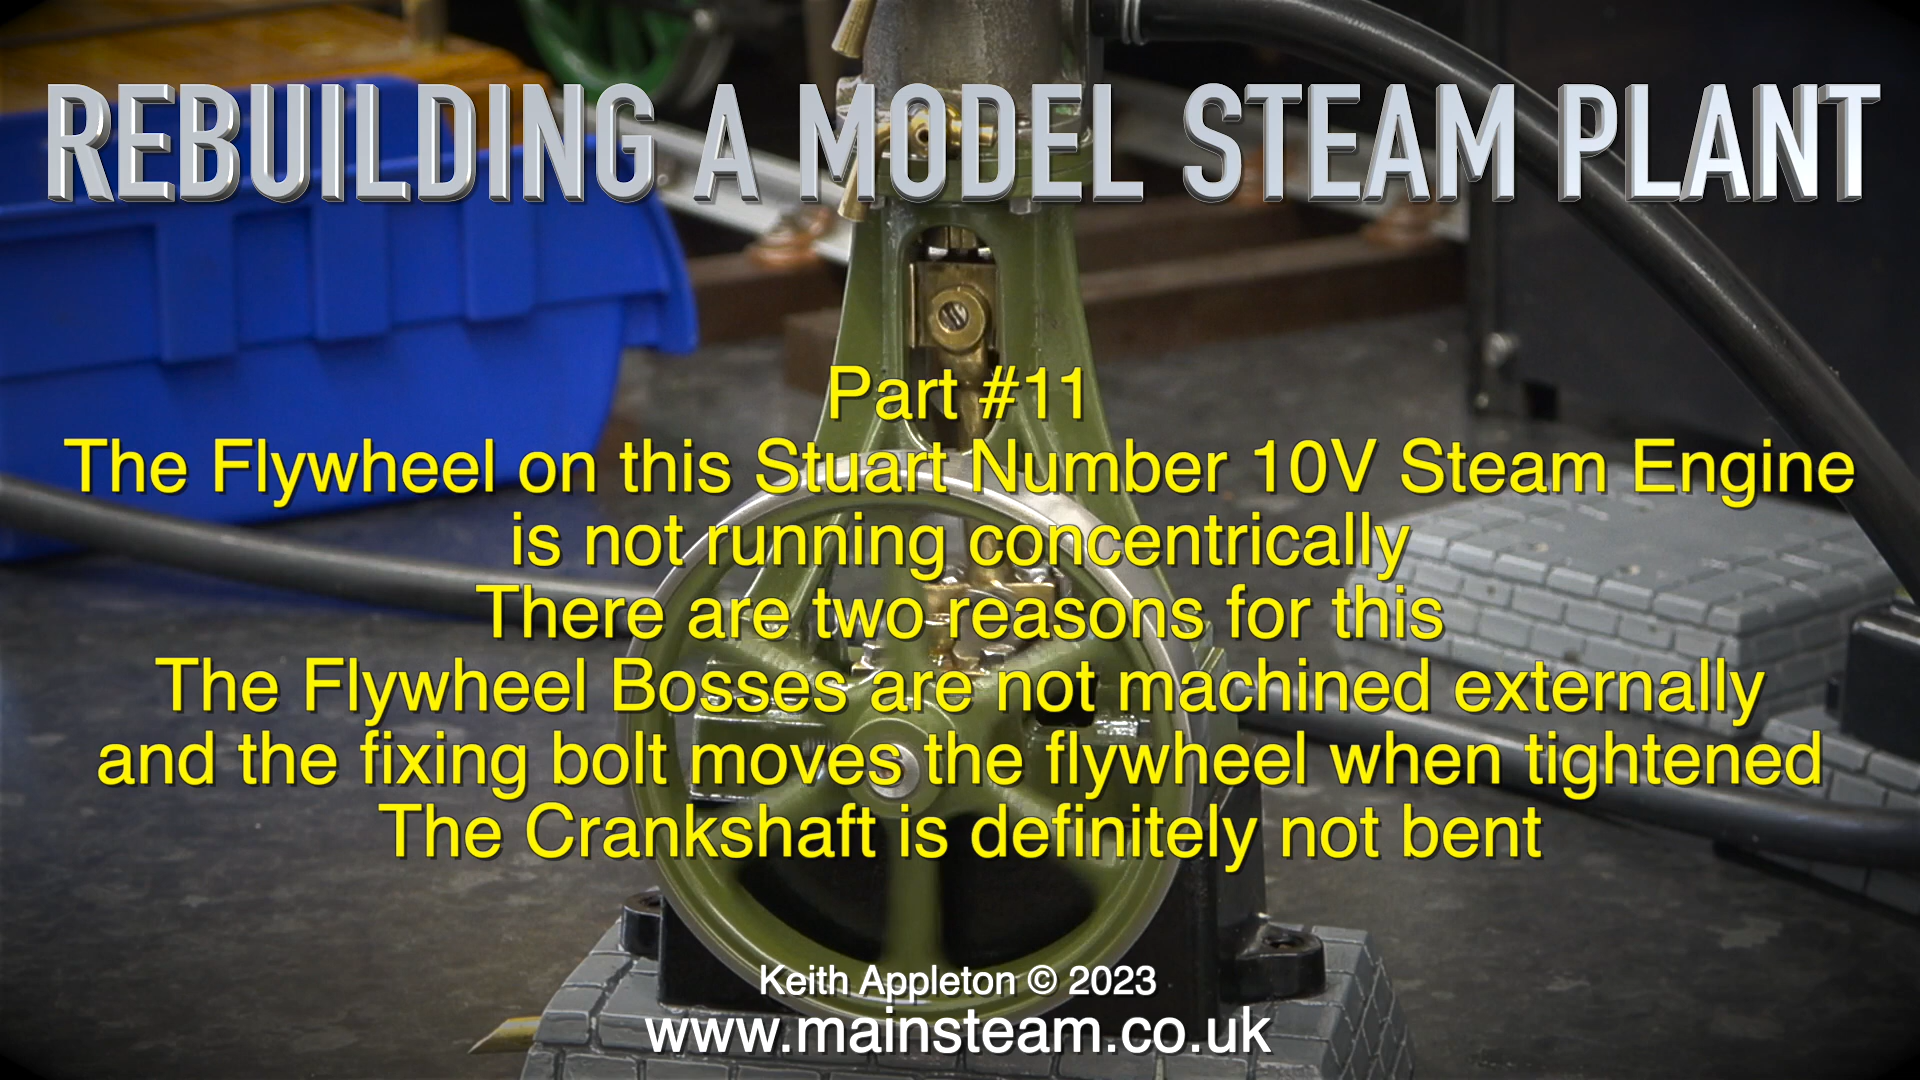 REBUILDING A MODEL STEAM PLANT
Part #11
The Flywheel on this Stuart Number 10V Steam Engine
is not running concentrically
There are two reasons for this
The Flywheel Bosses are not machined externally
and the fixing bolt moves the flywheel when tightened
The Crankshaft is definitely not bent
Keith Appleton © 2023
www.mainsteam.co.uk